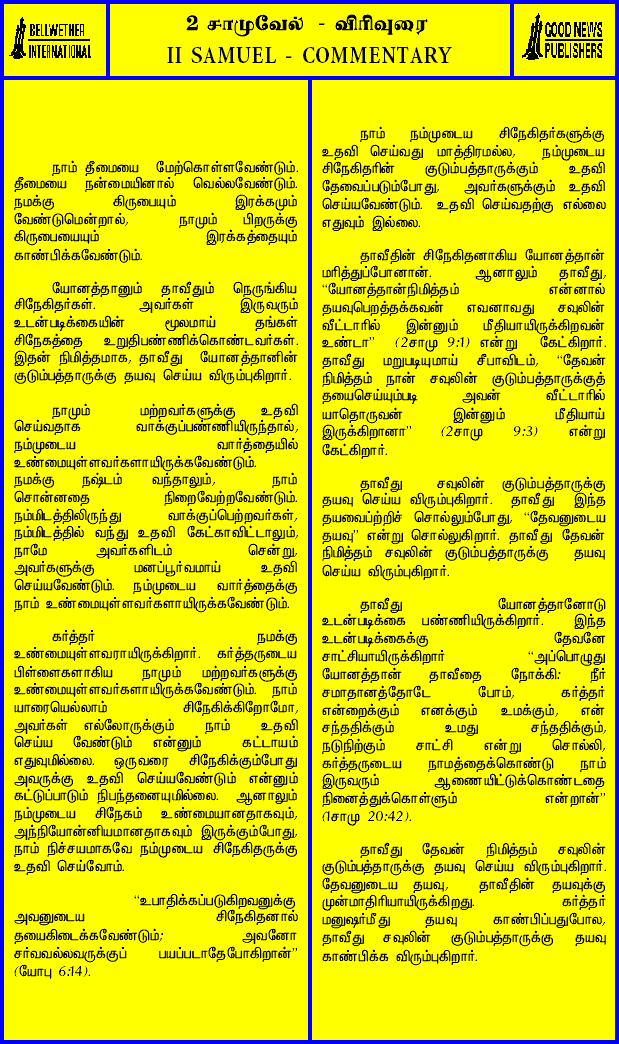 BELLWETHER
INTERNATIONAL
2 சாமுவேல் - விரிவுரை
II SAMUEL - COMMENTARY
GOOD NEWS
PUBLISHERS
நாம் தீமையை மேற்கொள்ளவேண்டும்.
தீமையை நன்மையினால் வெல்லவேண்டும்.
நமக்கு கிருபையும் இரக்கமும்
வேண்டுமென்றால், நாமும் பிறருக்கு
கிருபையையும் இரக்கத்தையும்
காண்பிக்கவேண்டும்.
யோனத்தானும் தாவீதும் நெருங்கிய
சிநேகிதர்கள். அவர்கள் இருவரும்
உடன்படிக்கையின் மூலமாய் தங்கள்
சிநேகத்தை உறுதிபண்ணிக்கொண்டவர்கள்.
இதன் நிமித்தமாக, தாவீது யோனத்தானின்
குடும்பத்தாருக்கு தயவு செய்ய விரும்புகிறார்.
நாமும் மற்றவர்களுக்கு உதவி
செய்வதாக வாக்குப்பண்ணியிருந்தால்,
நம்முடைய வார்த்தையில்
உண்மையுள்ளவர்களாயிருக்கவேண்டும்.
நமக்கு நஷ்டம் வந்தாலும், நாம்
சொன்னதை நிறைவேற்றவேண்டும்.
நம்மிடத்திலிருந்து வாக்குப்பெற்றவர்கள்,
நம்மிடத்தில் வந்து உதவி கேட்காவிட்டாலும்,
நாமே அவர்களிடம் சென்று,
அவர்களுக்கு மனப்பூர்வமாய் உதவி
செய்யவேண்டும். நம்முடைய வார்த்தைக்கு
நாம் உண்மையுள்ளவர்களாயிருக்கவேண்டும்.
கர்த்தர் நமக்கு
உண்மையுள்ளவராயிருக்கிறார். கர்த்தருடைய
பிள்ளைகளாகிய நாமும் மற்றவர்களுக்கு
உண்மையுள்ளவர்களாயிருக்கவேண்டும். நாம்
யாரையெல்லாம் சிநேகிக்கிறோமோ,
அவர்கள் எல்லோருக்கும் நாம் உதவி
செய்ய வேண்டும் என்னும் கட்டாயம்
எதுவுமில்லை. ஒருவரை சிநேகிக்கும்போது
அவருக்கு உதவி செய்யவேண்டும் என்னும்
கட்டுப்பாடும் நிபந்தனையுமில்லை. ஆனாலும்
நம்முடைய சிநேகம் உண்மையானதாகவும்,
அந்நியோன்னியமானதாகவும் இருக்கும்போது,
நாம் நிச்சயமாகவே நம்முடைய சிநேகிதருக்கு
உதவி செய்வோம்.
“உபாதிக்கப்படுகிறவனுக்கு
அவனுடைய சிநேகிதனால்
தயைகிடைக்கவேண்டும்; அவனோ
சர்வவல்லவருக்குப் பயப்படாதேபோகிறான்”
(யோபு 6:14).
நாம் நம்முடைய சிநேகிதர்களுக்கு
உதவி செய்வது மாத்திரமல்ல, நம்முடைய
சிநேகிதரின் குடும்பத்தாருக்கும் உதவி
தேவைப்படும்போது, அவர்களுக்கும் உதவி
செய்யவேண்டும். உதவி செய்வதற்கு எல்லை
எதுவும் இல்லை.
தாவீதின் சிநேகிதனாகிய யோனத்தான்
மரித்துப்போனான். ஆனாலும் தாவீது,
“யோனத்தான்நிமித்தம் என்னால்
தயவுபெறத்தக்கவன் எவனாவது சவுலின்
வீட்டாரில் இன்னும் மீதியாயிருக்கிறவன்
உண்டா” (2சாமு 9:1) என்று கேட்கிறார்.
தாவீது மறுபடியுமாய் சீபாவிடம், “தேவன்
நிமித்தம் நான் சவுலின் குடும்பத்தாருக்குத்
தயைசெய்யும்படி அவன் வீட்டாரில்
யாதொருவன் இன்னும் மீதியாய்
இருக்கிறானா” (2சாமு 9:3) என்று
கேட்கிறார்.
தாவீது சவுலின் குடும்பத்தாருக்கு
தயவு செய்ய விரும்புகிறார். தாவீது இந்த
தயவைப்ற்றிச் சொல்லும்போது, “தேவனுடைய
தயவு” என்று சொல்லுகிறார். தாவீது தேவன்
நிமித்தம் சவுலின் குடும்பத்தாருக்கு தயவு
செய்ய விரும்புகிறார்.
தாவீது யோனத்தானோடு
உடன்படிக்கை பண்ணியிருக்கிறார். இந்த
உடன்படிக்கைக்கு தேவனே
சாட்சியாயிருக்கிறார் “அப்பொழுது
யோனத்தான் தாவீதை நோக்கி: நீர்
சமாதானத்தோடே போம், கர்த்தர்
என்றைக்கும் எனக்கும் உமக்கும், என்
சந்ததிக்கும் உமது சந்ததிக்கும்,
நடுநிற்கும் சாட்சி என்று சொல்லி,
கர்த்தருடைய நாமத்தைக்கொண்டு நாம்
இருவரும் ஆணையிட்டுக்கொண்டதை
நினைத்துக்கொள்ளும் என்றான்”
(1சாமு 20:42).
தாவீது தேவன் நிமித்தம் சவுலின்
குடும்பத்தாருக்கு தயவு செய்ய விரும்புகிறார்.
தேவனுடைய தயவு, தாவீதின் தயவுக்கு
முன்மாதிரியாயிருக்கிறது. கர்த்தர்
மனுஷர்மீது தயவு காண்பிப்பதுபோல,
தாவீது சவுலின் குடும்பத்தாருக்கு தயவு
காண்பிக்க விரும்புகிறார்.